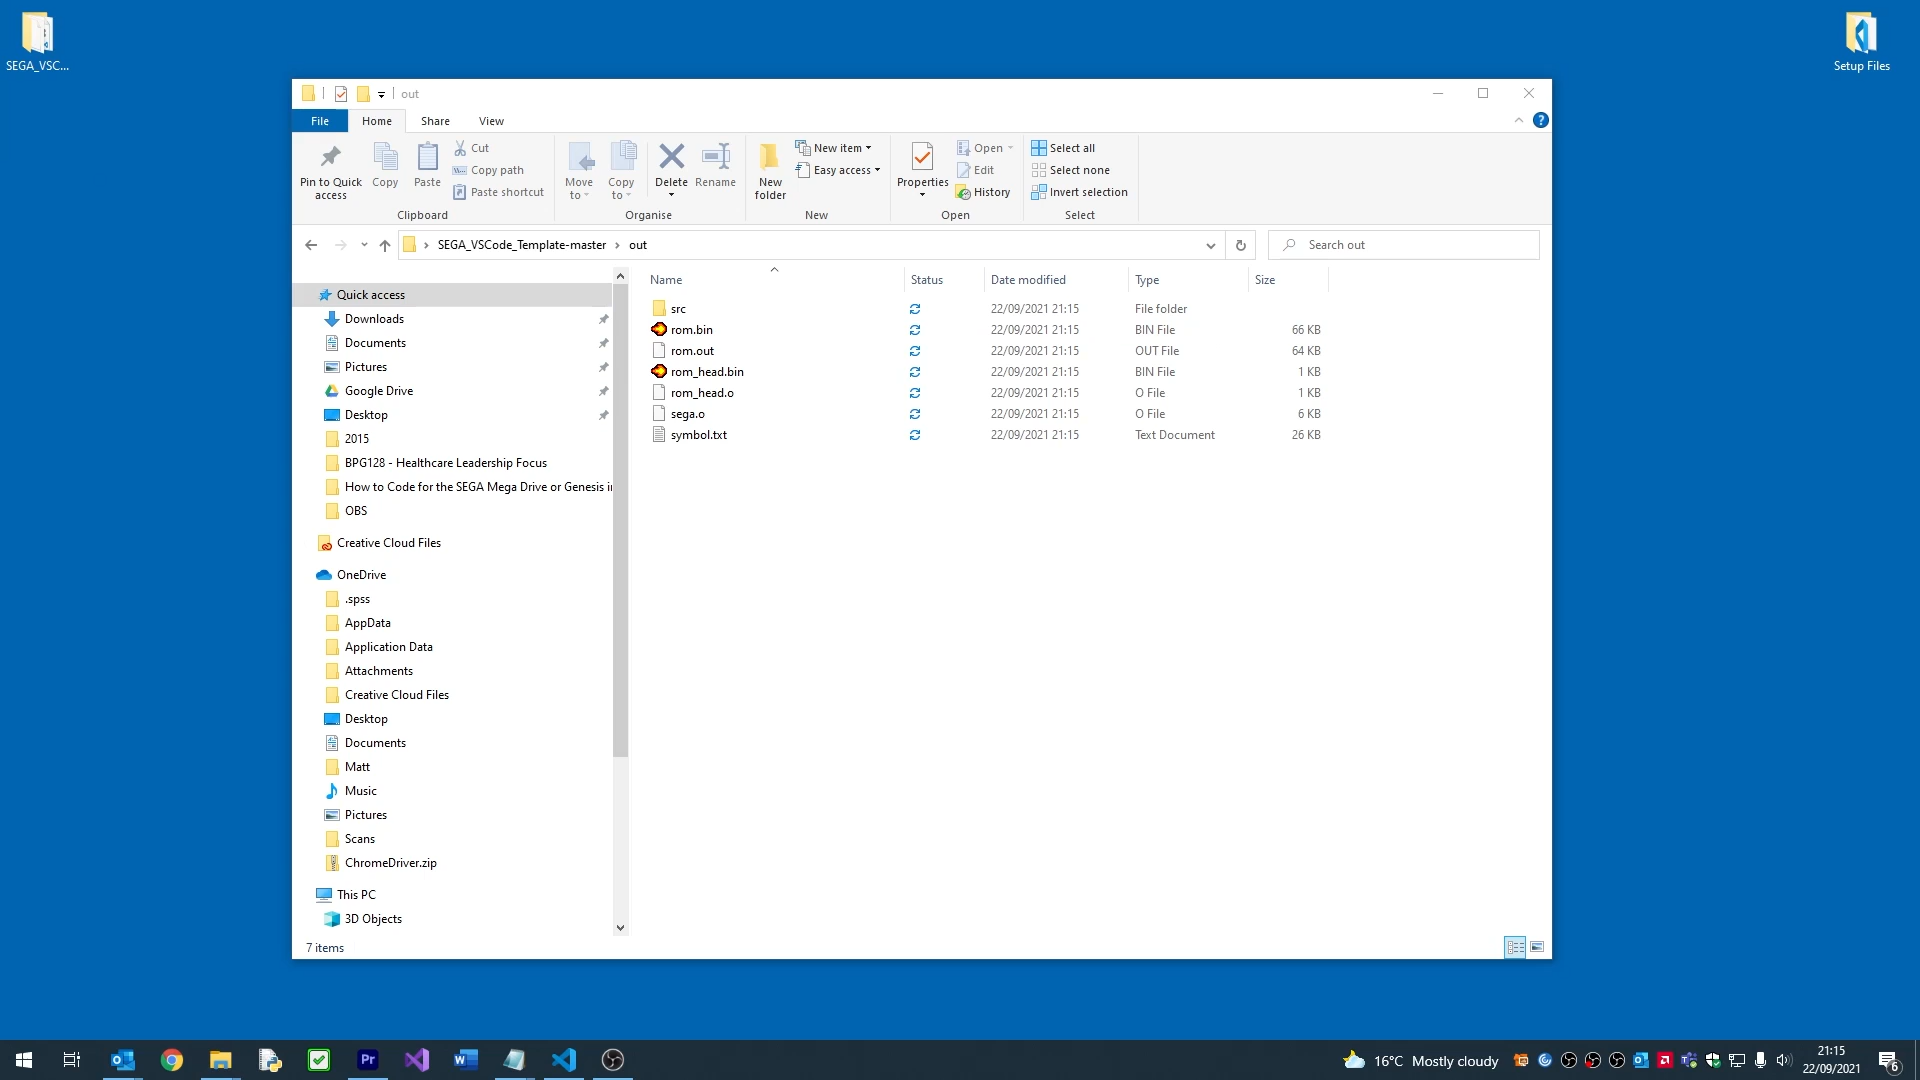 SEGA_VSC...
Setup Files
out
File
Home
Share
View
Pin to Quick access
Copy
Paste
Cut
Copy path
Paste shortcut
Clipboard
Move to
Copy to
Delete
Rename
Organise
New folder
New item
Easy access
New
Properties
Open
Edit
History
Open
Select all
Select none
Invert selection
Select
SEGA_VSCode_Template-master
out
Search out
Name
Status
Date modified
Type
Size
src 22/09/2021 21:15 File folder
rom.bin 22/09/2021 21:15 BIN File 66 KB
rom.out 22/09/2021 21:15 OUT File 64 KB
rom_head.bin 22/09/2021 21:15 BIN File 1 KB
rom_head.o 22/09/2021 21:15 O File 1 KB
sega.o 22/09/2021 21:15 O File 6 KB
symbol.txt 22/09/2021 21:15 Text Document 26 KB
Quick access
Downloads
Documents
Pictures
Google Drive
Desktop
2015
BPG128 - Healthcare Leadership Focus
How to Code for the SEGA Mega Drive or Genesis i
OBS
Creative Cloud Files
OneDrive
.spss
AppData
Application Data
Attachments
Creative Cloud Files
Desktop
Documents
Matt
Music
Pictures
Scans
ChromeDriver.zip
This PC
3D Objects
7 items
Pr
16°C Mostly cloudy
21:15
22/09/2021
6